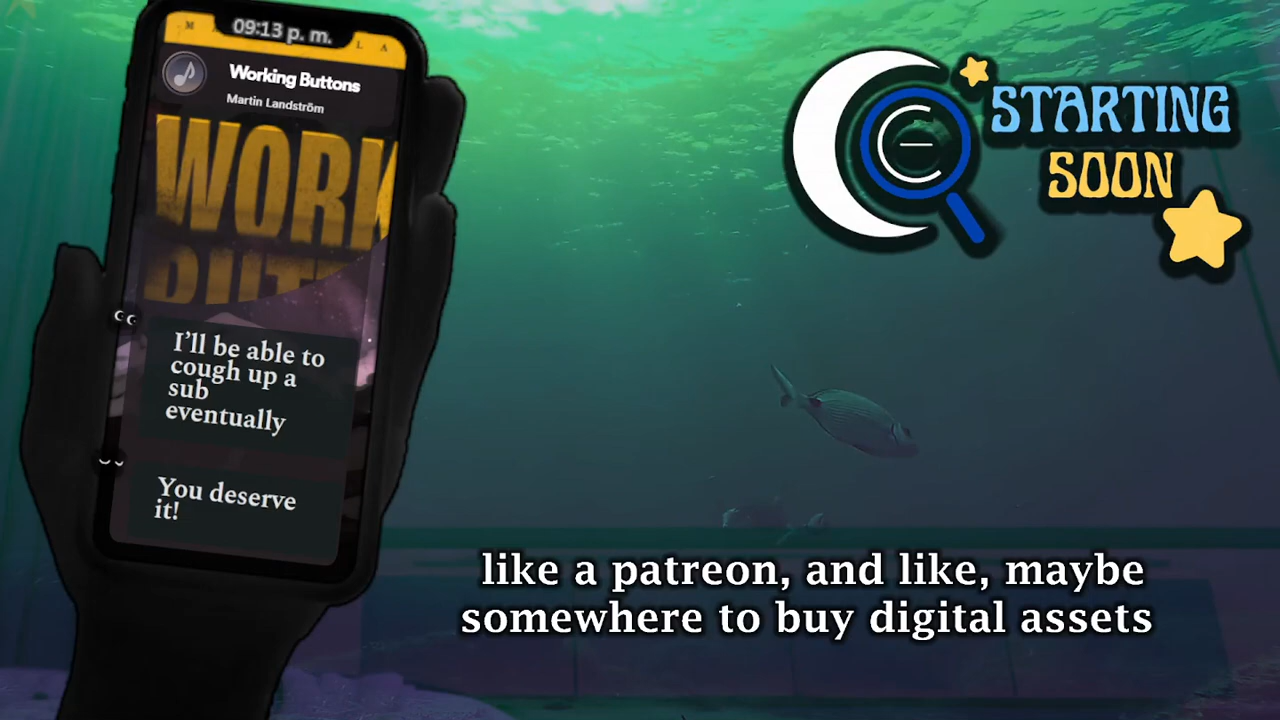 M L A
09:13 p. m.
Working Buttons
Martin Landström
WORK
BUTT
I'll be able to
cough up a
sub
eventually
You deserve
it!
STARTING
SOON
like a patreon, and like, maybe
somewhere to buy digital assets